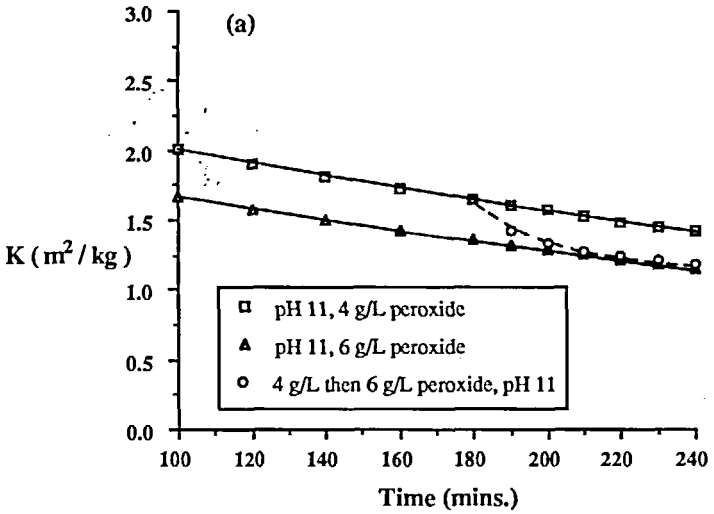 (a)
3.0
2.5
2.0
1.5
1.0
0.5
0.0
K ( m² / kg )
pH 11, 4 g/L peroxide
pH 11, 6 g/L peroxide
4 g/L then 6 g/L peroxide, pH 11
100 120 140 160 180 200 220 240
Time (mins.)